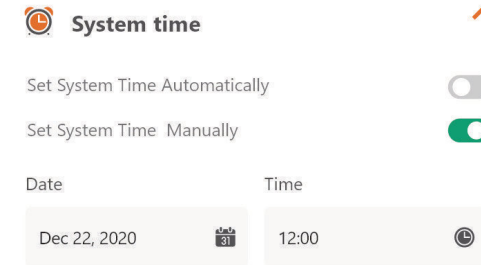 System time
Set System Time Automatically
Set System Time Manually
Date Time
Dec 22, 2020 31 12:00